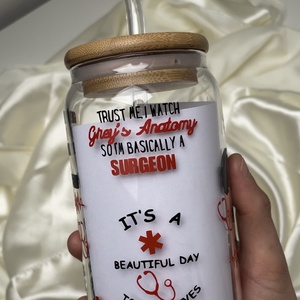 TRUST ME, I WATCH
Grey's Anatomy
SO I'M BASICALLY A
SURGEON
IT'S A
BEAUTIFUL DAY